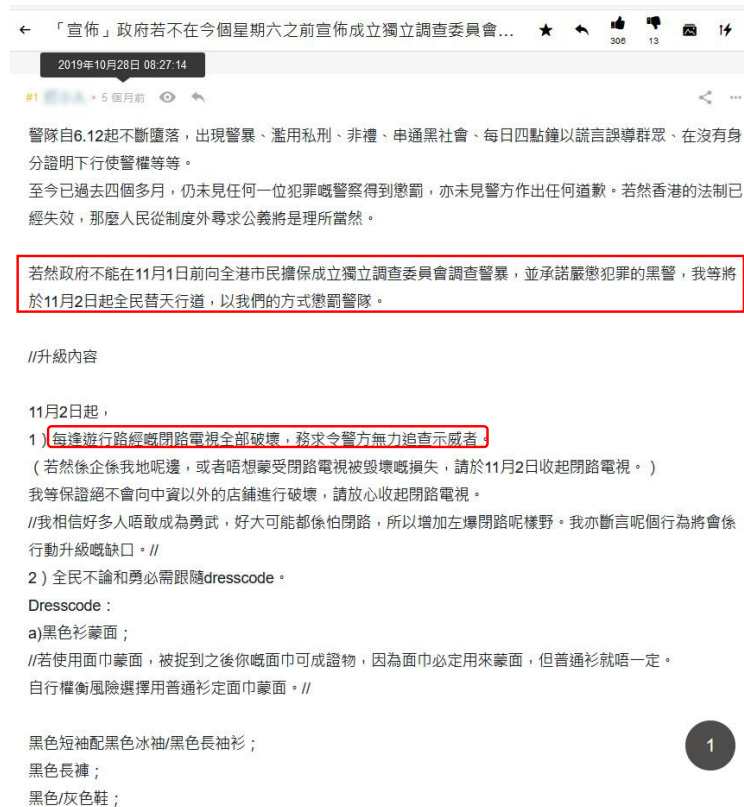 「宣佈」政府若不在今個星期六之前宣佈成立獨立調查委員會...
306
13
2019年10月28日 08:27:14
#1
• 5 個月前
警隊自6.12起不斷墮落，出現警暴、濫用私刑、非禮、串通黑社會、每日四點鐘以謊言誤導群眾、在沒有身
分證明下行使警權等等。
至今已過去四個多月，仍未見任何一位犯罪嘅警察得到懲罰，亦未見警方作出任何道歉。若然香港的法制已
經失效，那麼人民從制度外尋求公義將是理所當然。
若然政府不能在11月1日前向全港市民擔保成立獨立調查委員會調查警暴，並承諾嚴懲犯罪的黑警，我等將
於11月2日起全民替天行道，以我們的方式懲罰警隊。
//升級內容
11月2日起，
1）每逢遊行路經嘅閉路電視全部破壞，務求令警方無力追查示威者。
（若然係企係我地呢邊，或者唔想蒙受閉路電視被毀壞嘅損失，請於11月2日收起閉路電視。）
我等保證絕不會向中資以外的店鋪進行破壞，請放心收起閉路電視。
//我相信好多人唔敢成為勇武，好大可能都係怕閉路，所以增加左爆閉路呢樣野。我亦斷言呢個行為將會係
行動升級嘅缺口。//
2）全民不論和勇必需跟隨dresscode。
Dresscode：
a)黑色衫蒙面；
//若使用面巾蒙面，被捉到之後你嘅面巾可成證物，因為面巾必定用來蒙面，但普通衫就唔一定。
自行權衡風險選擇用普通衫定面巾蒙面。//
黑色短袖配黑色冰袖/黑色長袖衫；
黑色長褲；
黑色/灰色鞋；
1